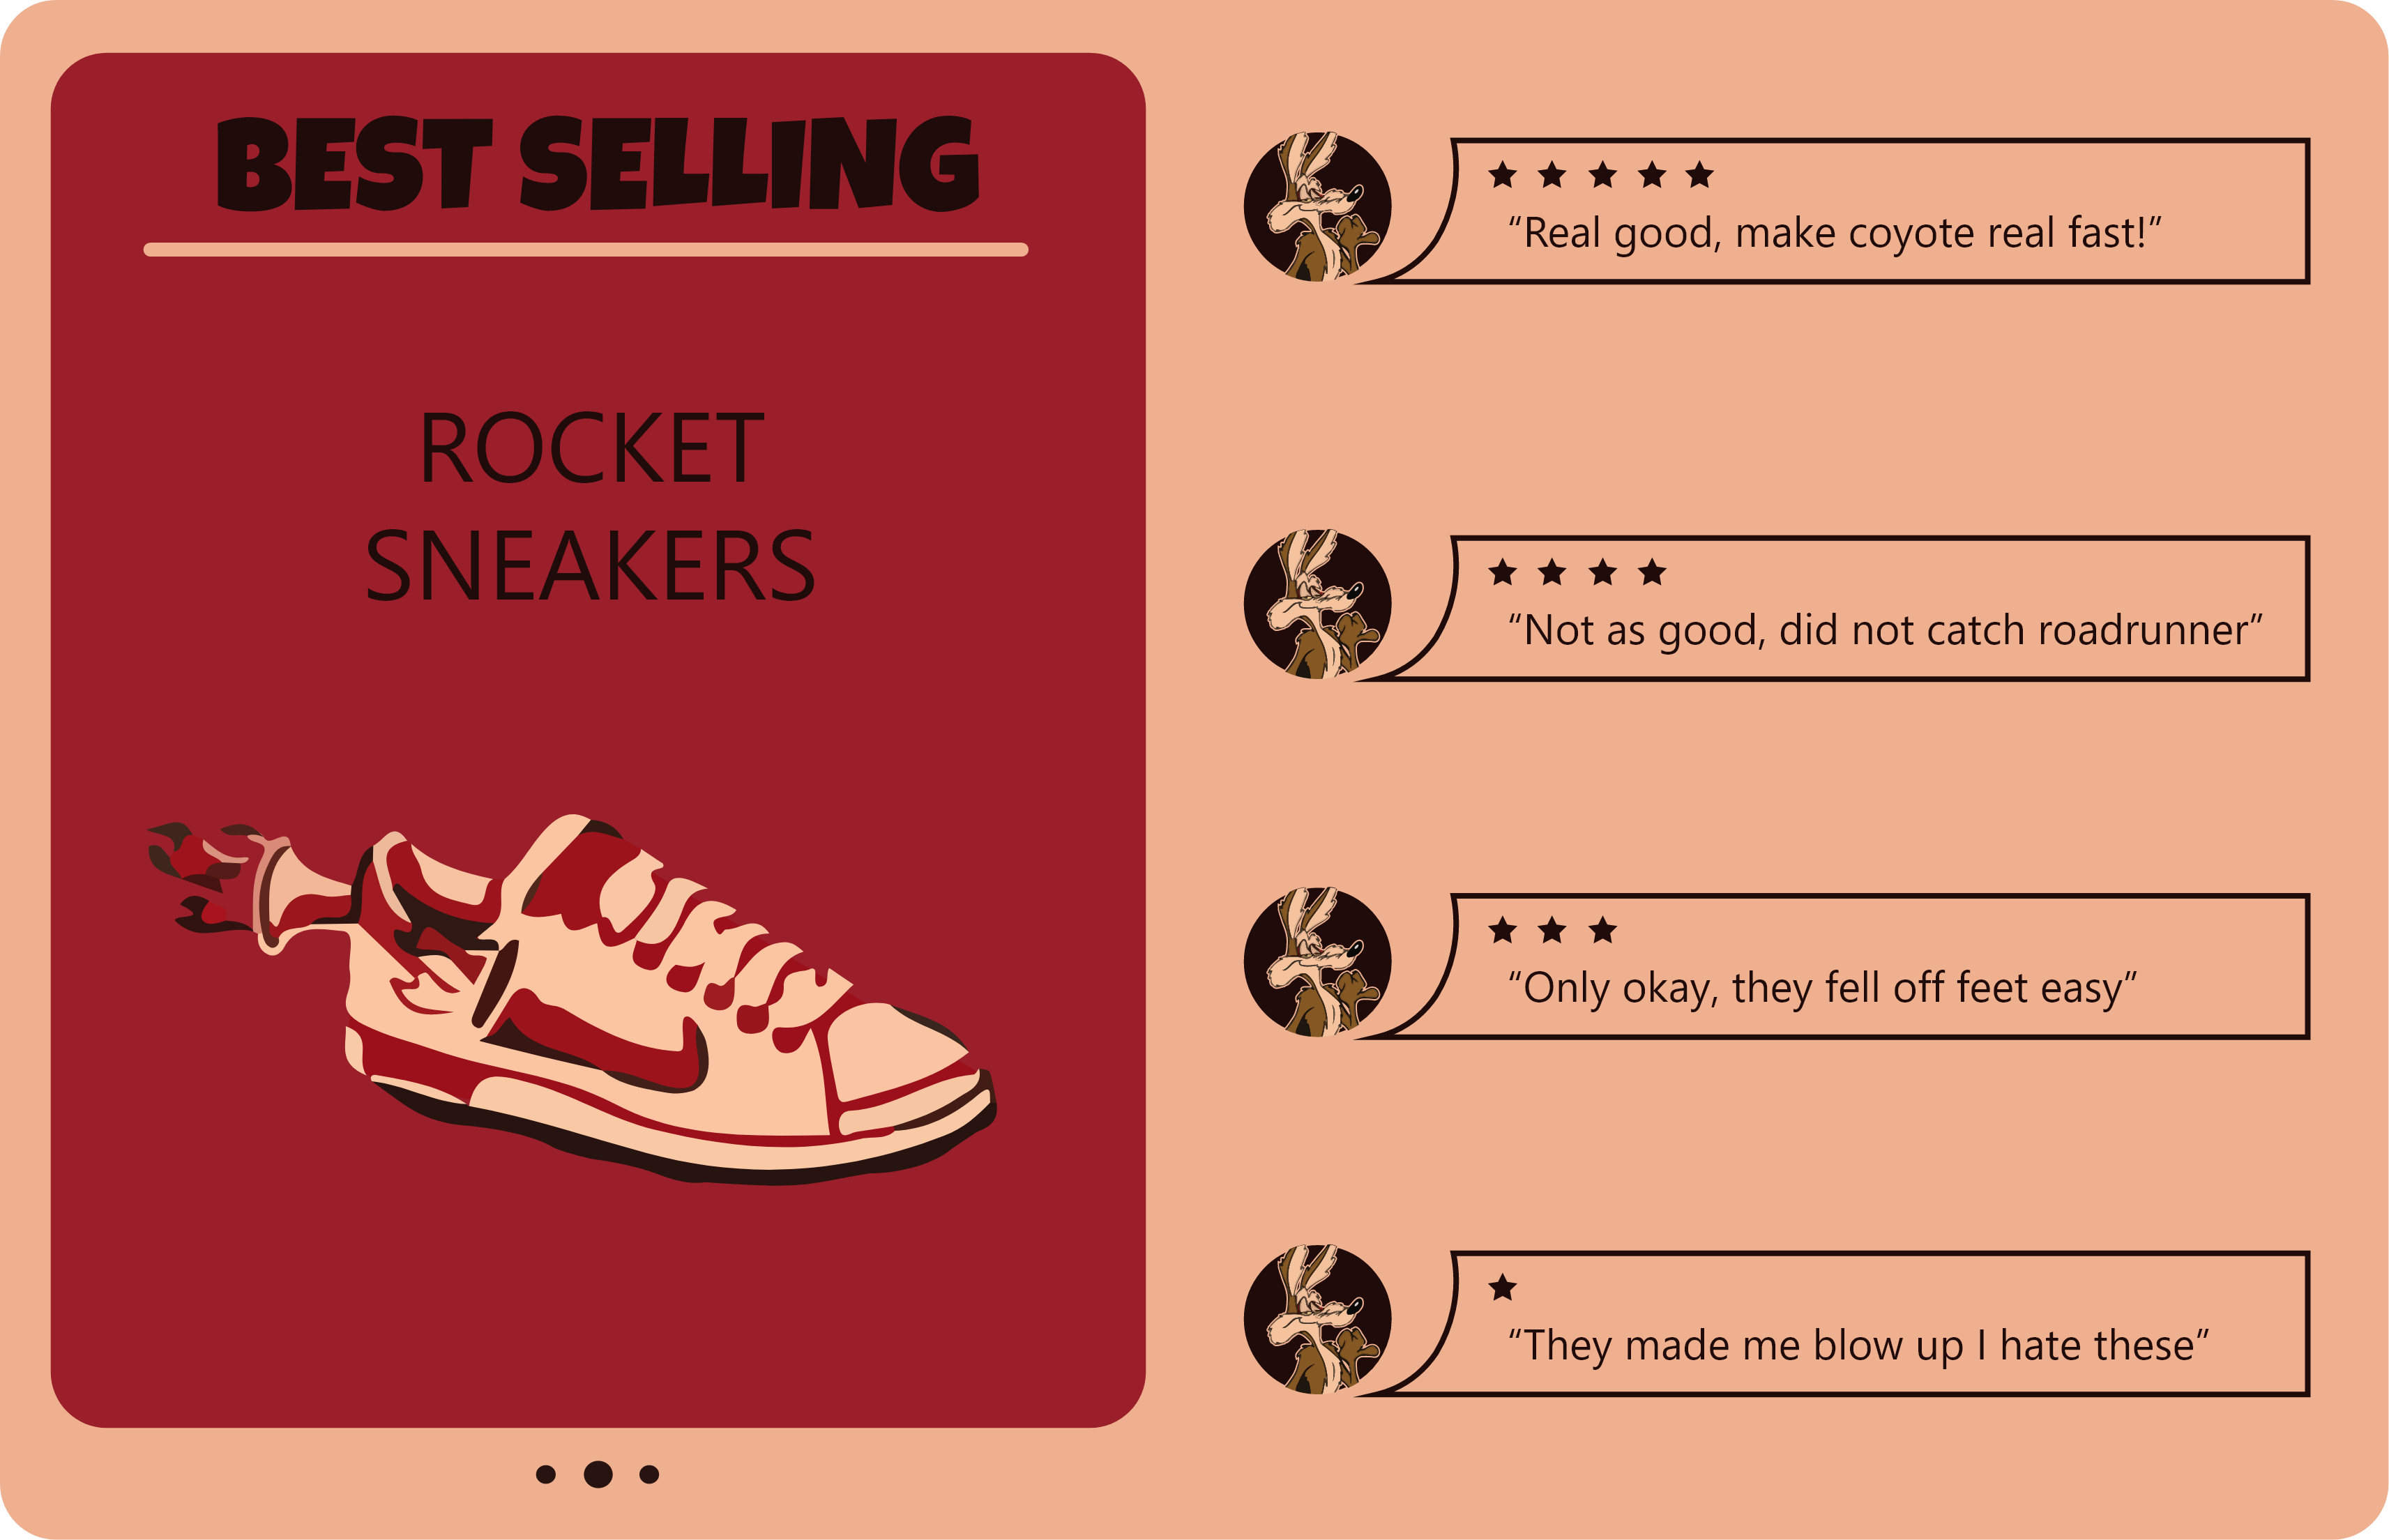 BEST SELLING
ROCKET
SNEAKERS
“Real good, make coyote real fast!”
“Not as good, did not catch roadrunner”
“Only okay, they fell off feet easy”
“They made me blow up I hate these”